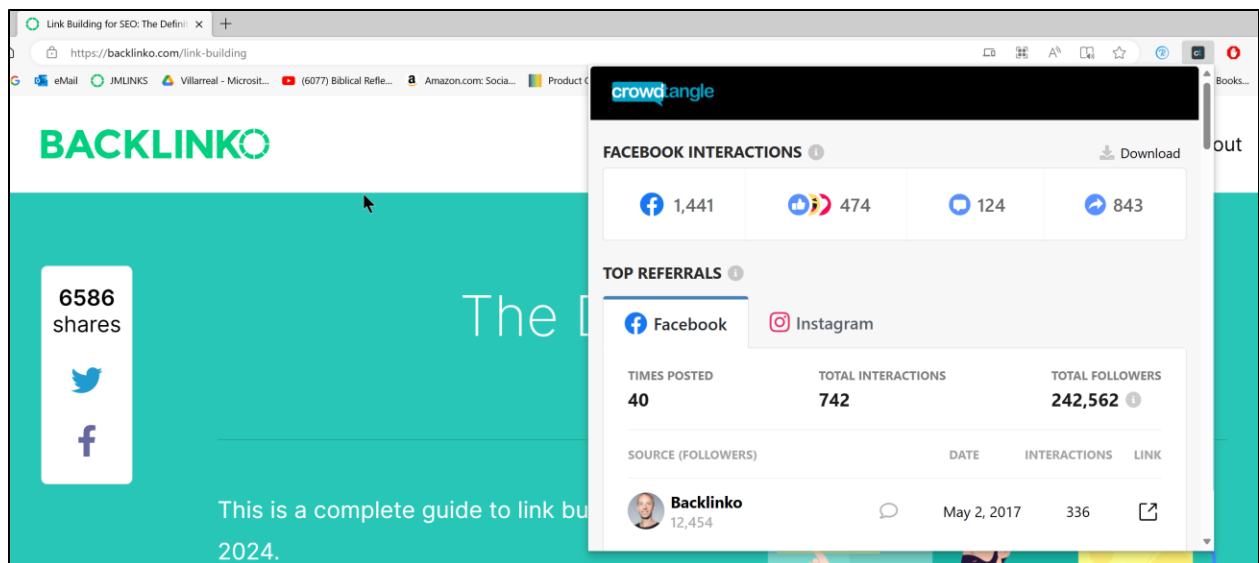 Link Building for SEO: The Defini
https://backlinko.com/link-building
eMail JMLINKS Villarreal - Microsit... (6077) Biblical Refle... Amazon.com: Socia... Product Books...
BACKLINKO
out
6586
shares
The
This is a complete guide to link bu
2024.
crowdtangle
FACEBOOK INTERACTIONS Download
1,441 474 124 843
TOP REFERRALS
Facebook Instagram
TIMES POSTED TOTAL INTERACTIONS TOTAL FOLLOWERS
40 742 242,562
SOURCE (FOLLOWERS) DATE INTERACTIONS LINK
Backlinko May 2, 2017 336
12,454